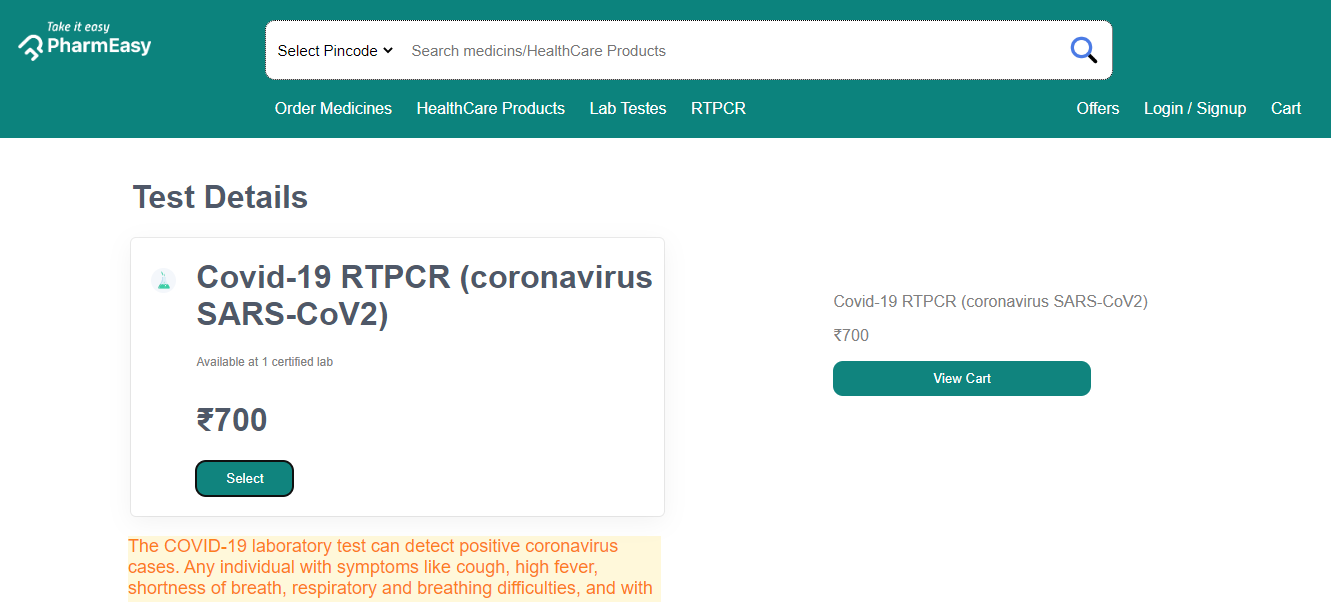 Take it easy
PharmEasy
Select Pincode
Search medicins/HealthCare Products
Order Medicines
HealthCare Products
Lab Testes
RTPCR
Offers
Login / Signup
Cart
Test Details
Covid-19 RTPCR (coronavirus
SARS-CoV2)
Available at 1 certified lab
₹700
Select
Covid-19 RTPCR (coronavirus SARS-CoV2)
₹700
View Cart
The COVID-19 laboratory test can detect positive coronavirus
cases. Any individual with symptoms like cough, high fever,
shortness of breath, respiratory and breathing difficulties, and with